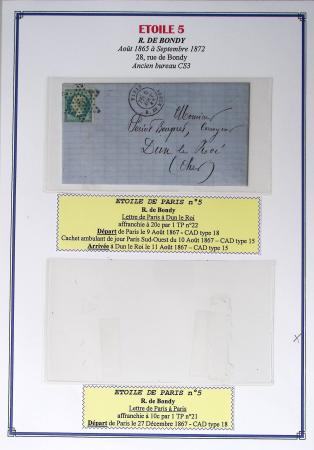 ETOILE 5
R. DE BONDY
Août 1865 à Septembre 1872
28, rue de Bondy
Ancien bureau CS3
Monsieur
Dun le Roi
(Cher)
ETOILE DE PARIS n°5
R. de Bondy
Lettre de Paris à Dun le Roi
affranchie à 20c par 1 TP n°22
Départ de Paris le 9 Août 1867 - CAD type 18
Cachet ambulant de jour Paris Sud-Ouest du 10 Août 1867 – CAD type 15
Arrivée à Dun le Roi le 11 Août 1867 – CAD type 15
ETOILE DE PARIS n°5
R. de Bondy
Lettre de Paris à Paris
affranchie à 10c par 1 TP n°21
Départ de Paris le 27 Décembre 1867 - CAD type 18